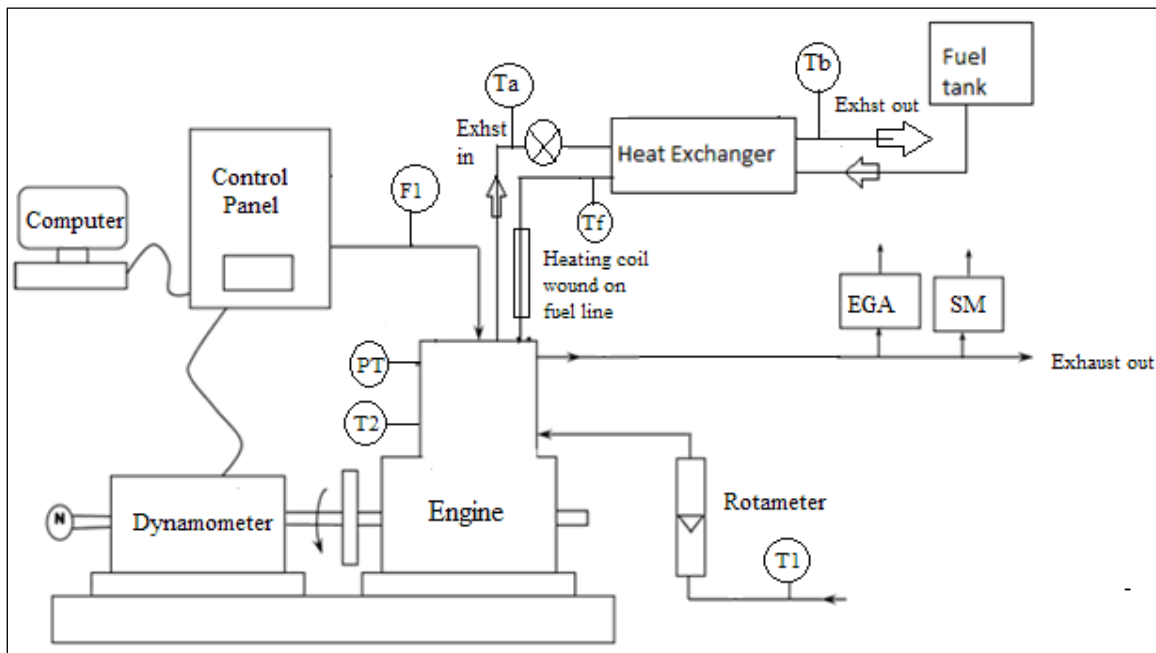 Fuel
tank
Tb
Ta
Exhst out
Exhst
in
Heat Exchanger
Control
Panel
F1
Tf
Computer
Heating coil
wound on
fuel line
EGA
SM
Exhaust out
PT
T2
N
Dynamometer
Engine
Rotameter
T1